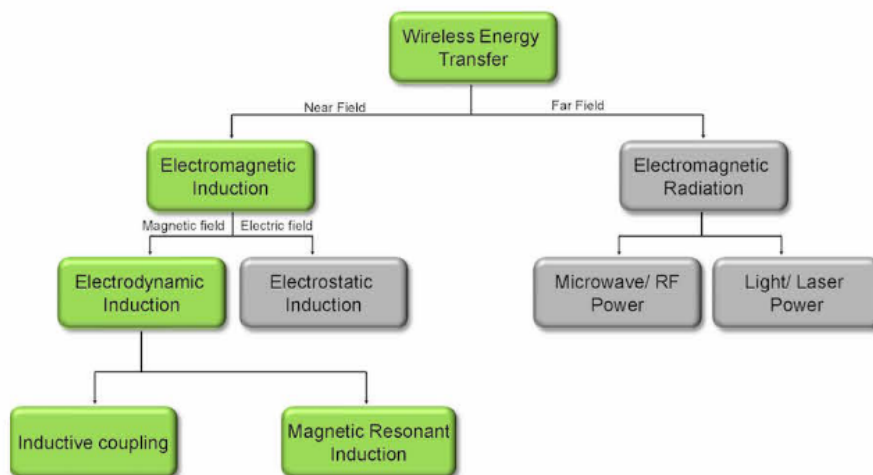 Wireless Energy
Transfer
Near Field
Far Field
Electromagnetic
Induction
Electromagnetic
Radiation
Magnetic field
Electric field
Electrodynamic
Induction
Electrostatic
Induction
Microwave/ RF
Power
Light/ Laser
Power
Inductive coupling
Magnetic Resonant
Induction